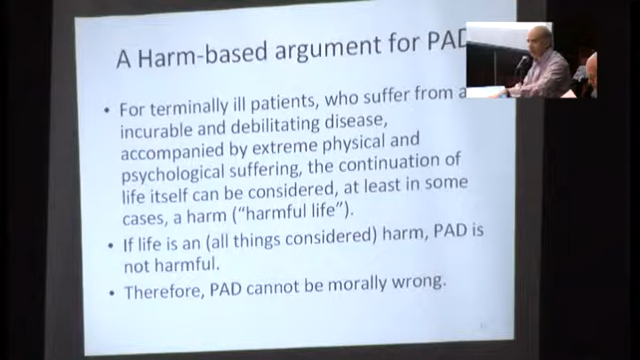 A Harm-based argument for PAD
• For terminally ill patients, who suffer from a
incurable and debilitating disease,
accompanied by extreme physical and
psychological suffering, the continuation of
life itself can be considered, at least in some
cases, a harm ("harmful life").
• If life is an (all things considered) harm, PAD is
not harmful.
• Therefore, PAD cannot be morally wrong.